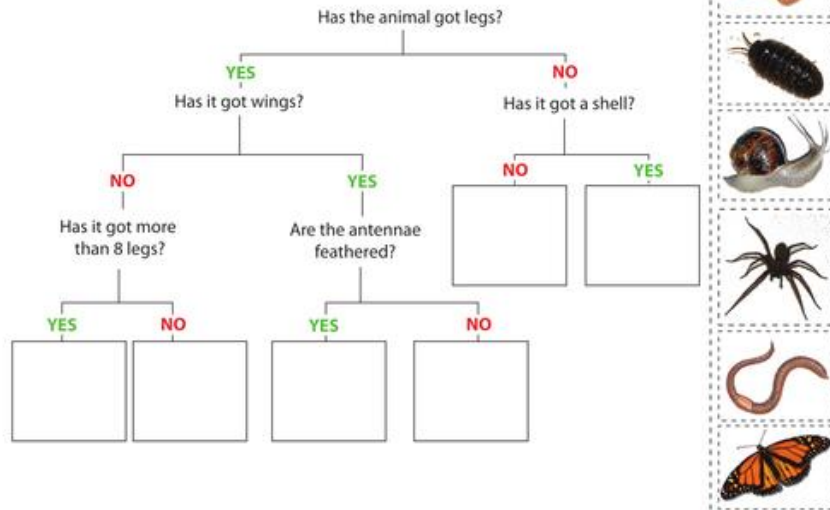 Has the animal got legs?
YES
NO
Has it got wings?
Has it got a shell?
NO
YES
NO
YES
Has it got more
than 8 legs?
Are the antennae
feathered?
YES
NO
YES
NO